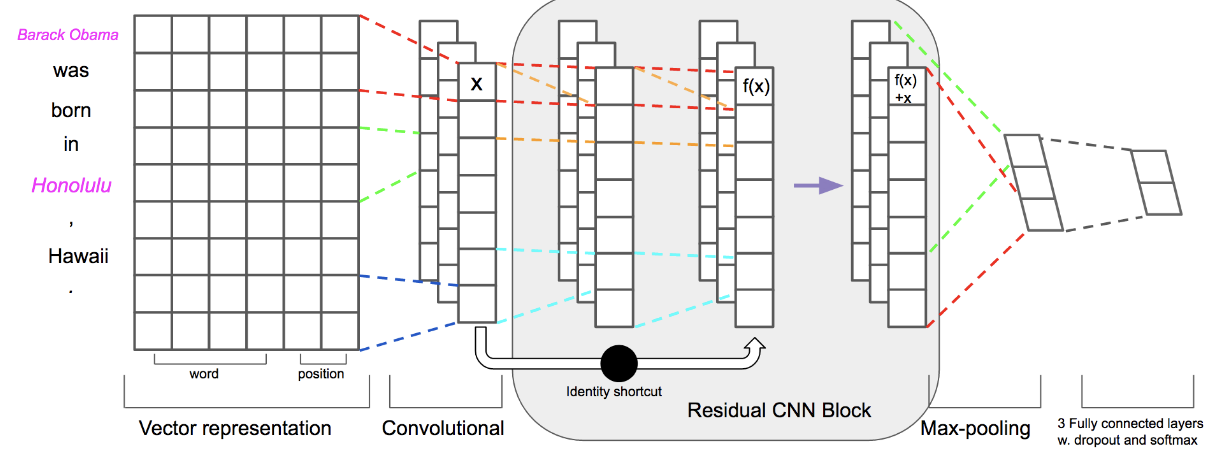 Barack Obama
was
born
in
Honolulu
,
Hawaii
.
X
f(x)
f(x)
+x
word
position
Identity shortcut
Vector representation
Convolutional
Residual CNN Block
Max-pooling
3 Fully connected layers
w. dropout and softmax